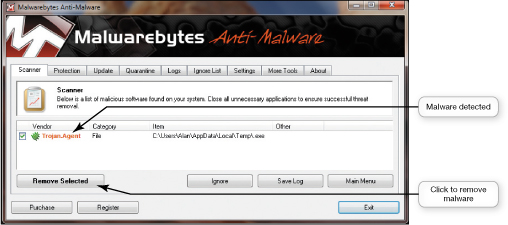 Malwarebytes Anti-Malware
Malwarebytes Anti-Malware
Scanner Protection Update Quarantine Logs Ignore List Settings More Tools About
Scanner
Below is a list of malicious software found on your system. Close all unnecessary applications to ensure successful threat
removal.
Malware detected
Vendor Category Item Other
Trojan.Agent File C:\Users\Alan\AppData\Local\Temp\.exe
Remove Selected Ignore Save Log Main Menu
Click to remove
malware
Purchase Register Exit